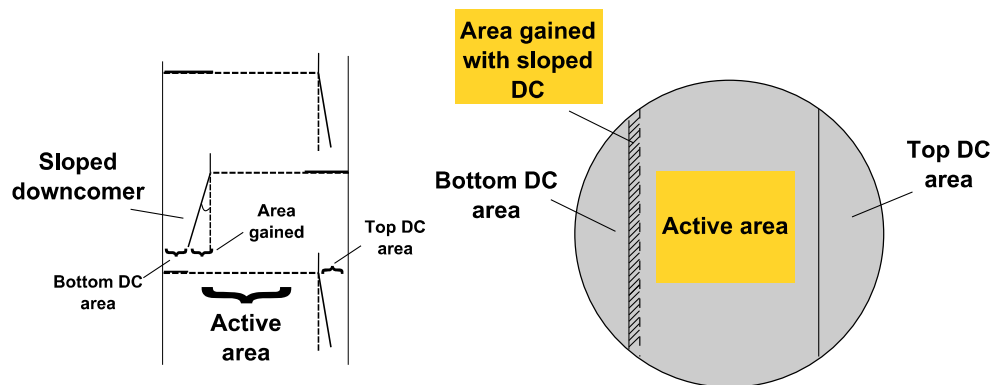 Sloped
downcomer
Area
gained
Top DC
area
Bottom DC
area
Active
area
Area gained
with sloped
DC
Bottom DC
area
Active area
Top DC
area